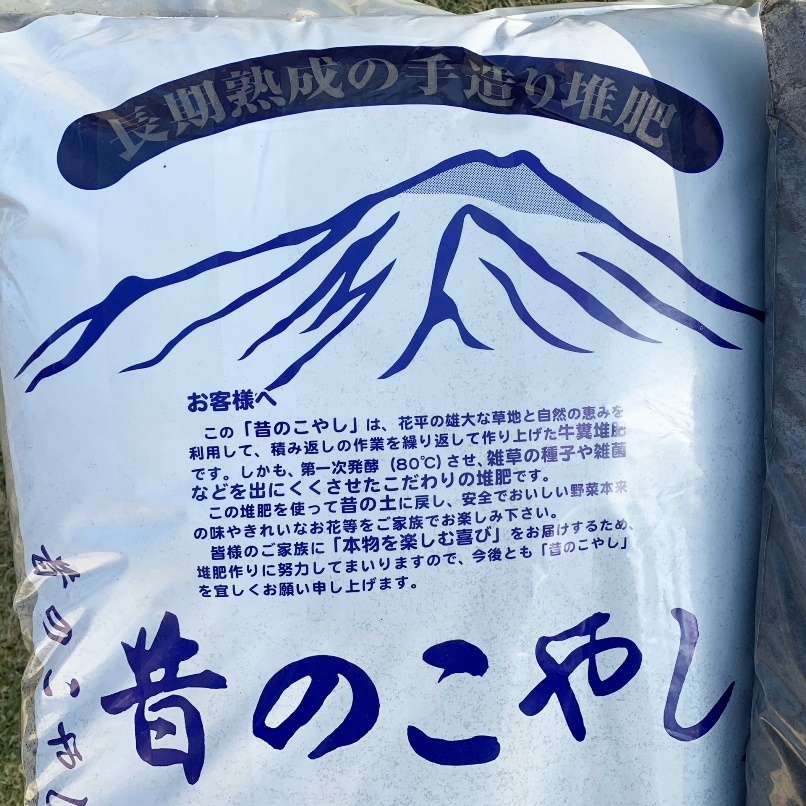 長期熟成の手造り堆肥
お客様へ
この「昔のこやし」は、花平の雄大な草地と自然の恵みを
利用して、積み返しの作業を繰り返して作り上げた牛糞堆肥
です。しかも、第一次発酵(80℃)させ、雑草の種子や雑菌
などを出にくくさせたこだわりの堆肥です。
この堆肥を使って昔の土に戻し、安全でおいしい野菜本来
の味やきれいなお花等をご家族でお楽しみ下さい。
皆様のご家族に「本物を楽しむ喜び」をお届けするため、
堆肥作りに努力してまいりますので、今後とも「昔のこやし」
を宜しくお願い申し上げます。
昔のこやし
昔のこやし